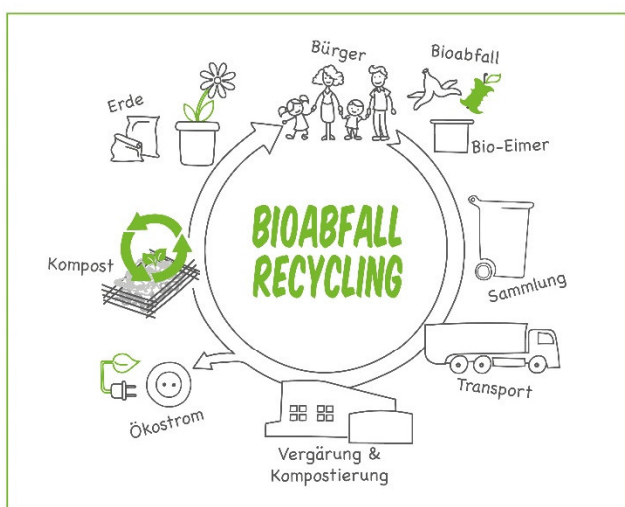 Bürger
Bioabfall
Bio-Eimer
Sammlung
Transport
Vergärung &
Kompostierung
Ökostrom
Kompost
Erde
BIOABFALL
RECYCLING